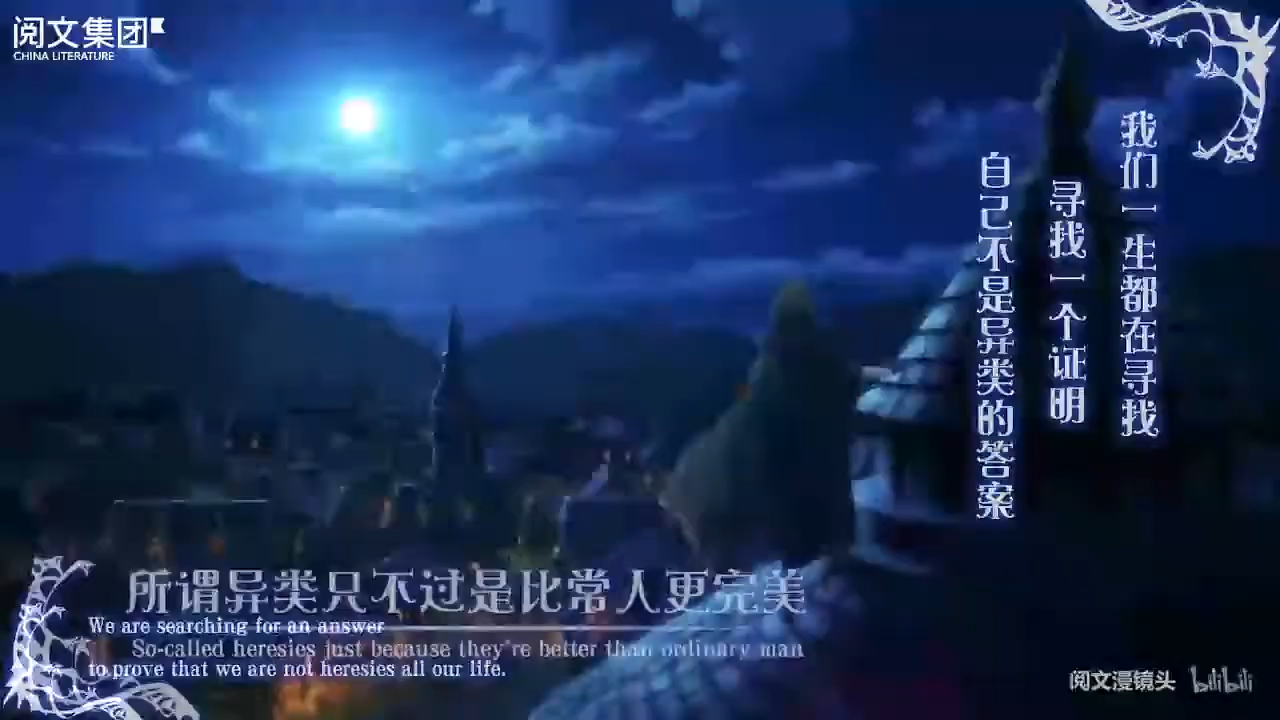 阅文集团
CHINA LITERATURE
我们一生都在寻找
寻找一个证明
自己不是异类的答案
所谓异类只不过是比常人更完美
We are searching for an answer
So-called heresies just because they're better than ordinary man
to prove that we are not heresies all our life.
阅文漫镜头
bilibili